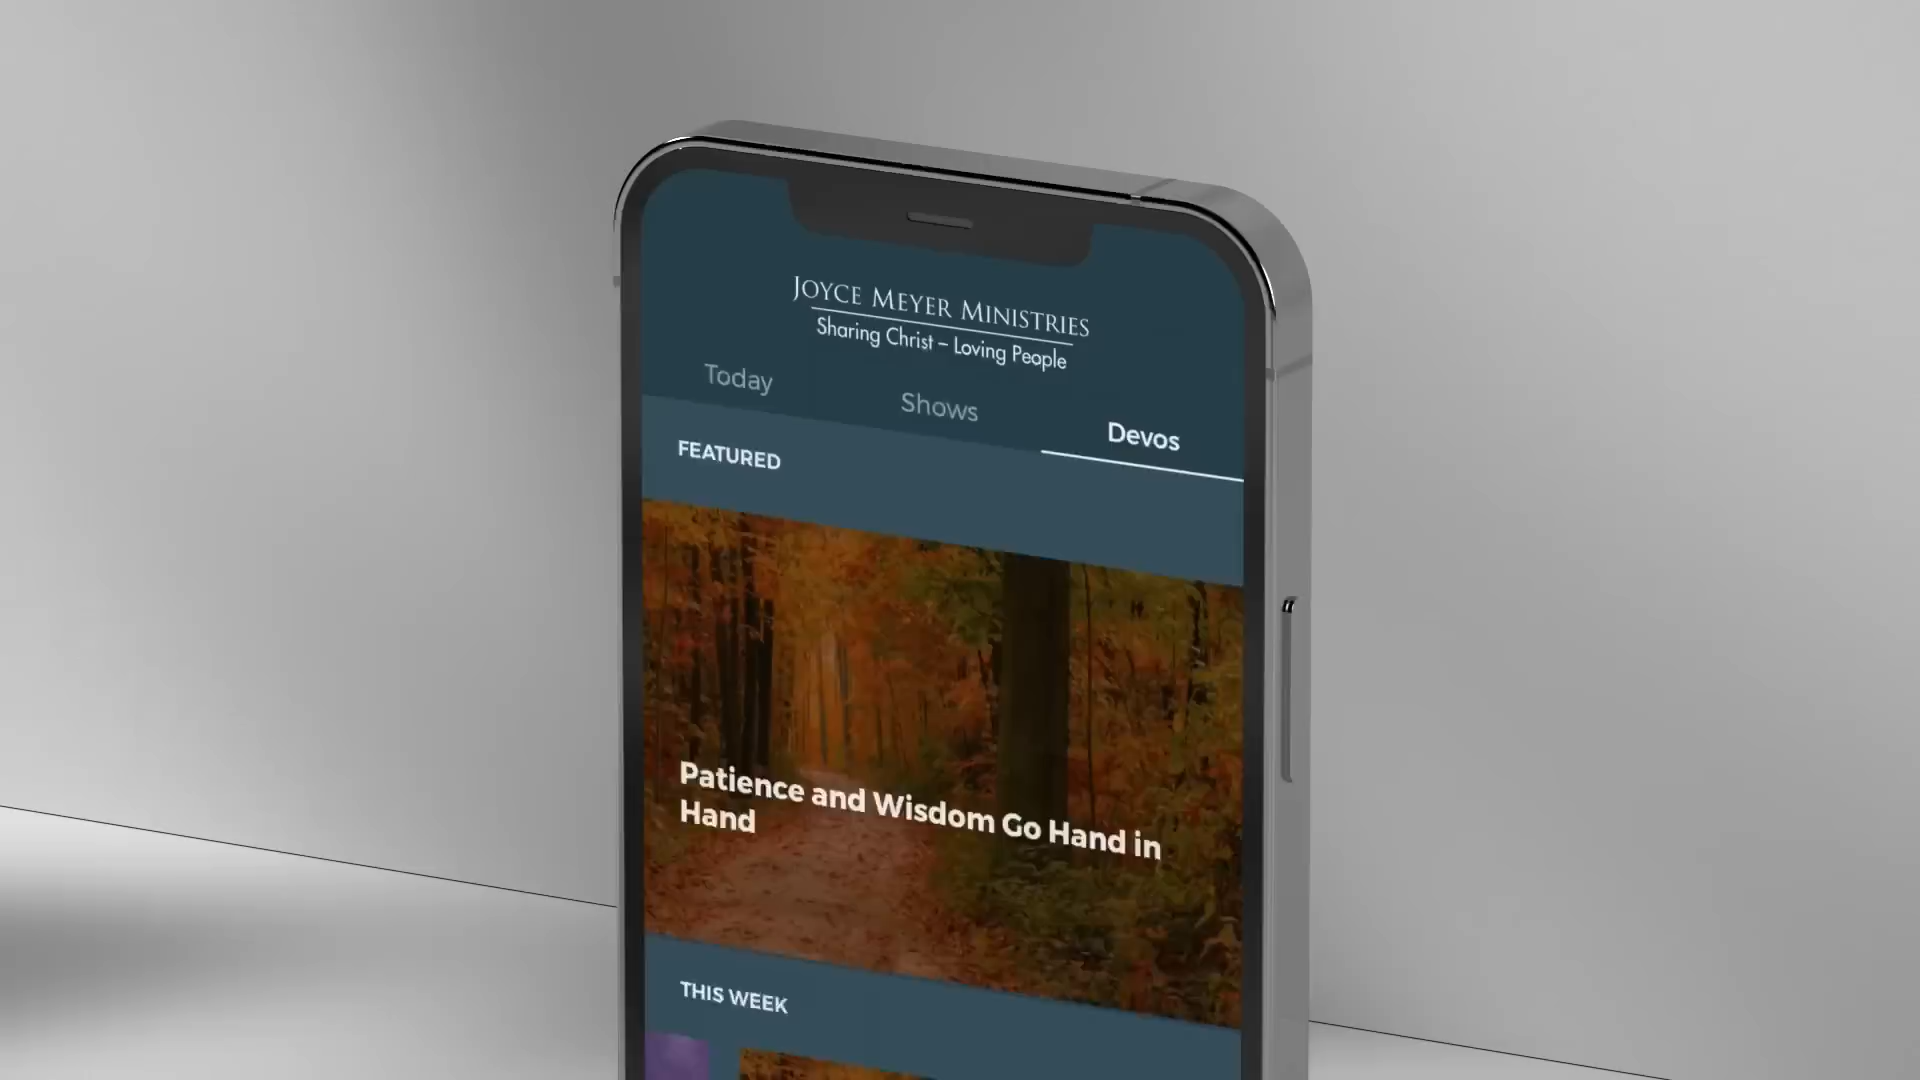 JOYCE MEYER MINISTRIES
Sharing Christ – Loving People
Today
Shows
Devos
FEATURED
Patience and Wisdom Go Hand in
Hand
THIS WEEK